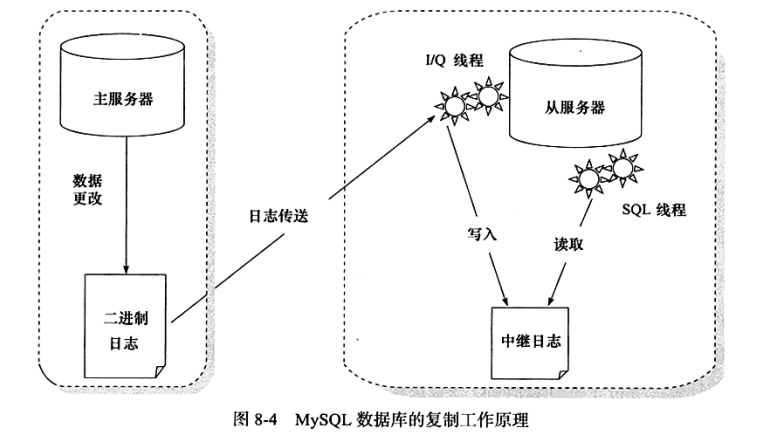 主服务器
数据
更改
二进制
日志
日志传送
I/Q 线程
从服务器
SQL 线程
写入
读取
中继日志
图 8-4 MySQL 数据库的复制工作原理